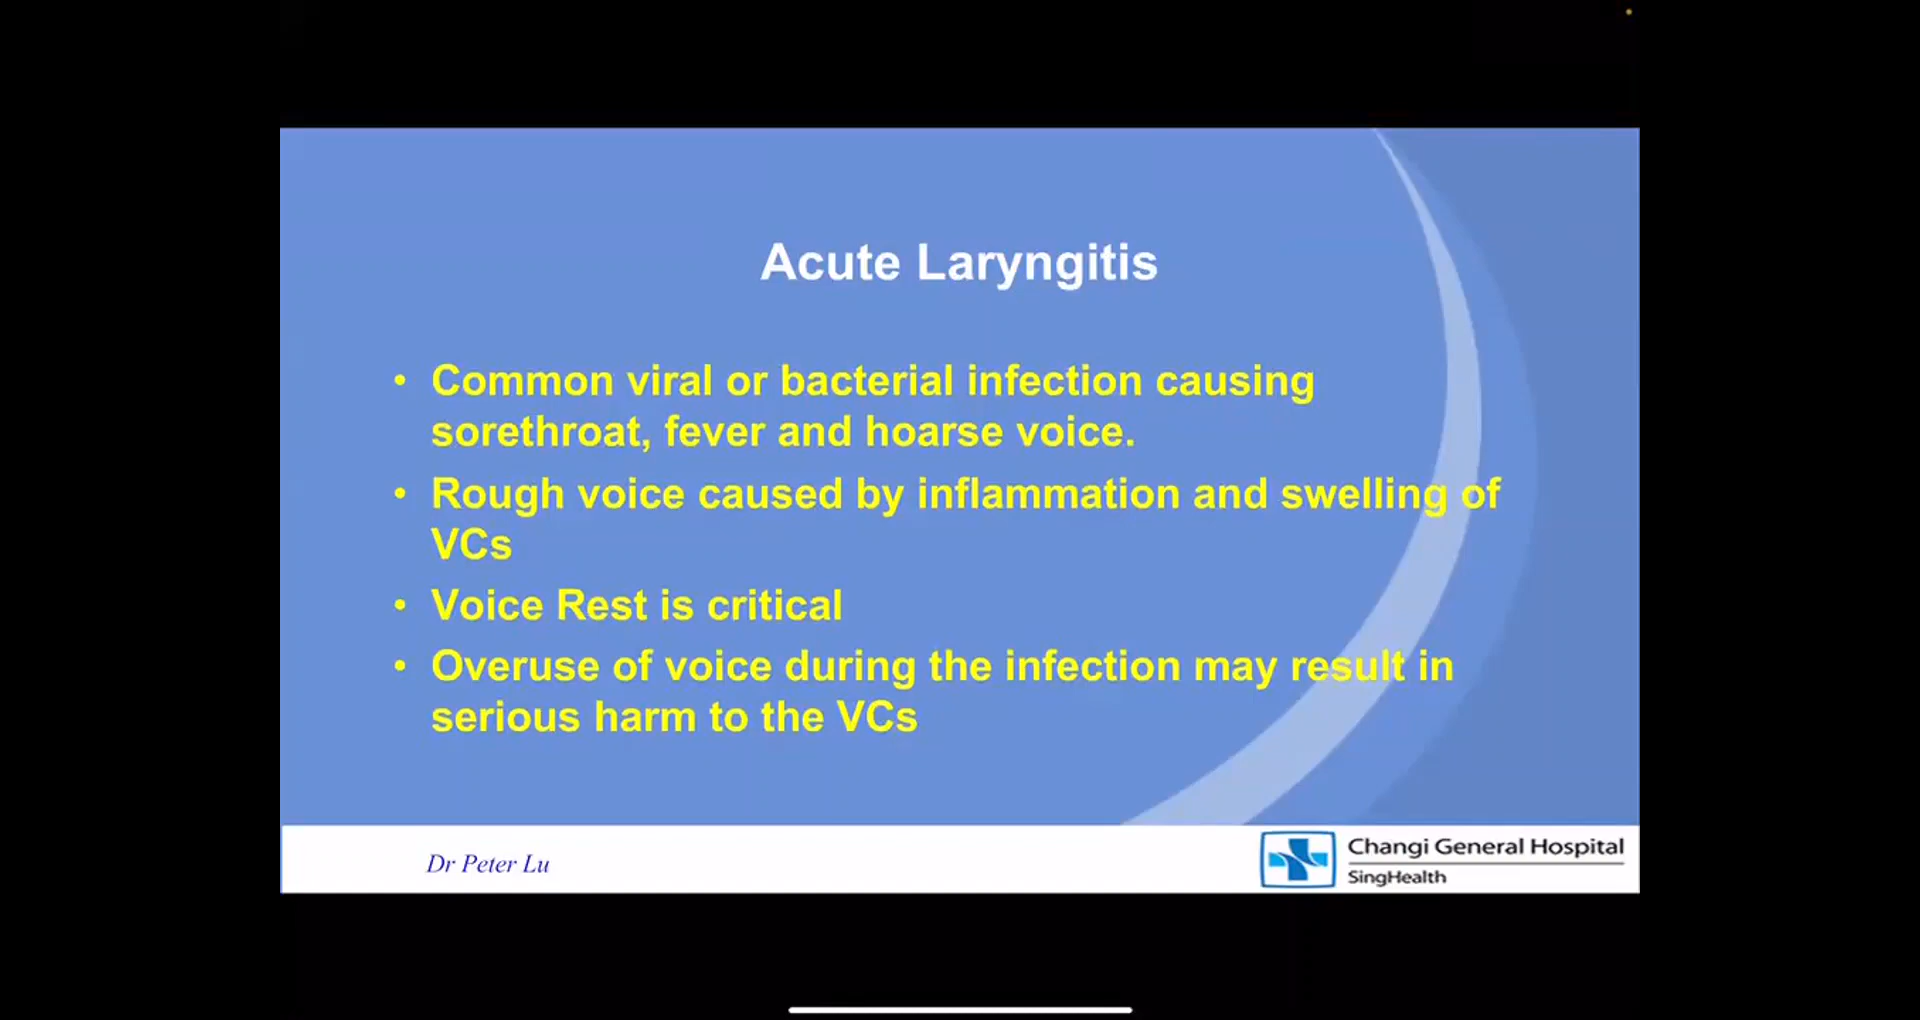 Acute Laryngitis
• Common viral or bacterial infection causing
sorethroat, fever and hoarse voice.
• Rough voice caused by inflammation and swelling of
VCs
• Voice Rest is critical
• Overuse of voice during the infection may result in
serious harm to the VCs
Dr Peter Lu
Changi General Hospital
SingHealth